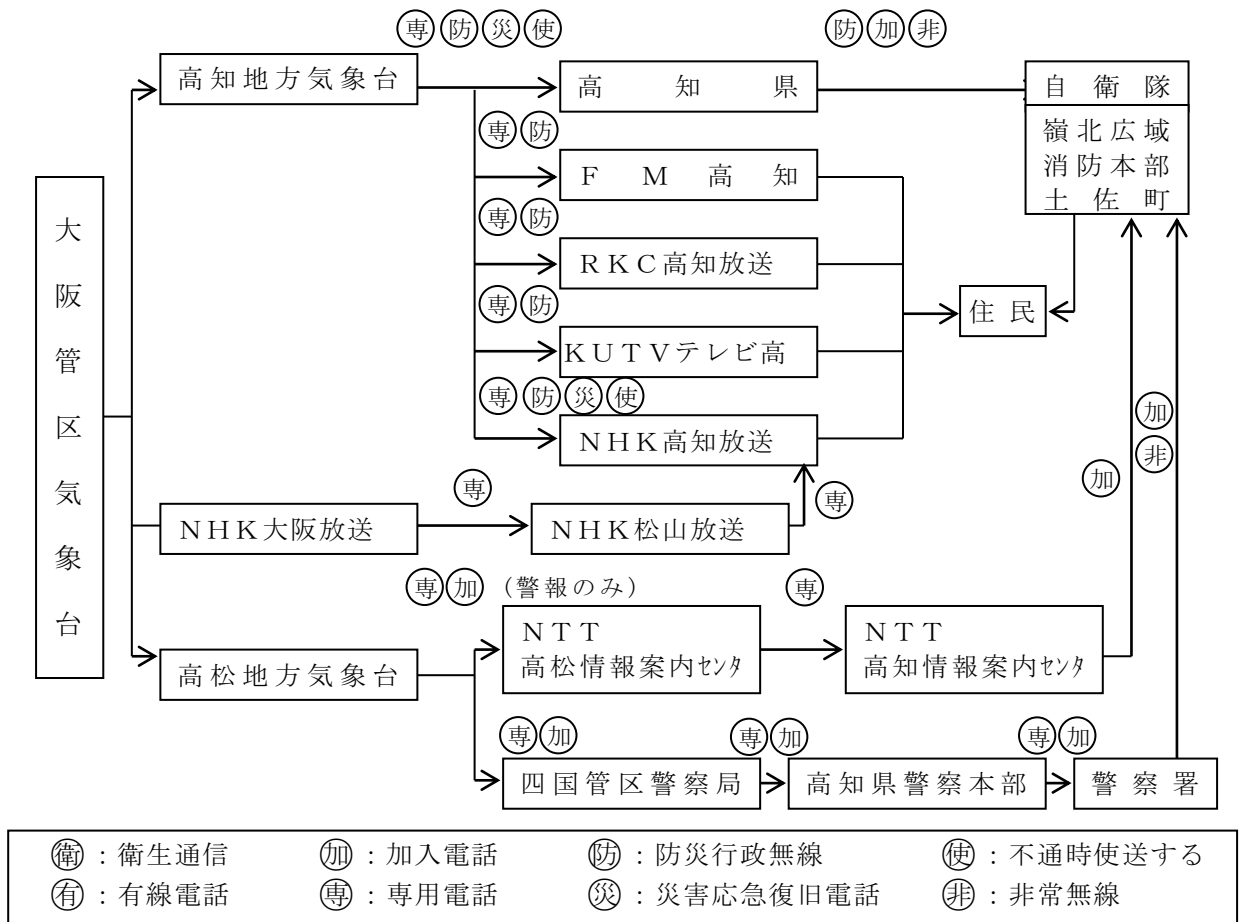 専防災使
防加非
高知地方気象台
高知県
自衛隊
嶺北広域
消防本部
土佐町
専防
FM高知
専防
RKC高知放送
専防
KUTVテレビ高
専防災使
NHK高知放送
住民
大阪管区気象台
専
専
NHK大阪放送
NHK松山放送
加
加
非
専加(警報のみ)
専
高松地方気象台
NTT
高松情報案内センタ
NTT
高知情報案内センタ
専加
専加
専加
四国管区警察局
高知県警察本部
警察署
衛:衛生通信 加:加入電話 防:防災行政無線 使:不通時使送する
有:有線電話 専:専用電話 災:災害応急復旧電話 非:非常無線